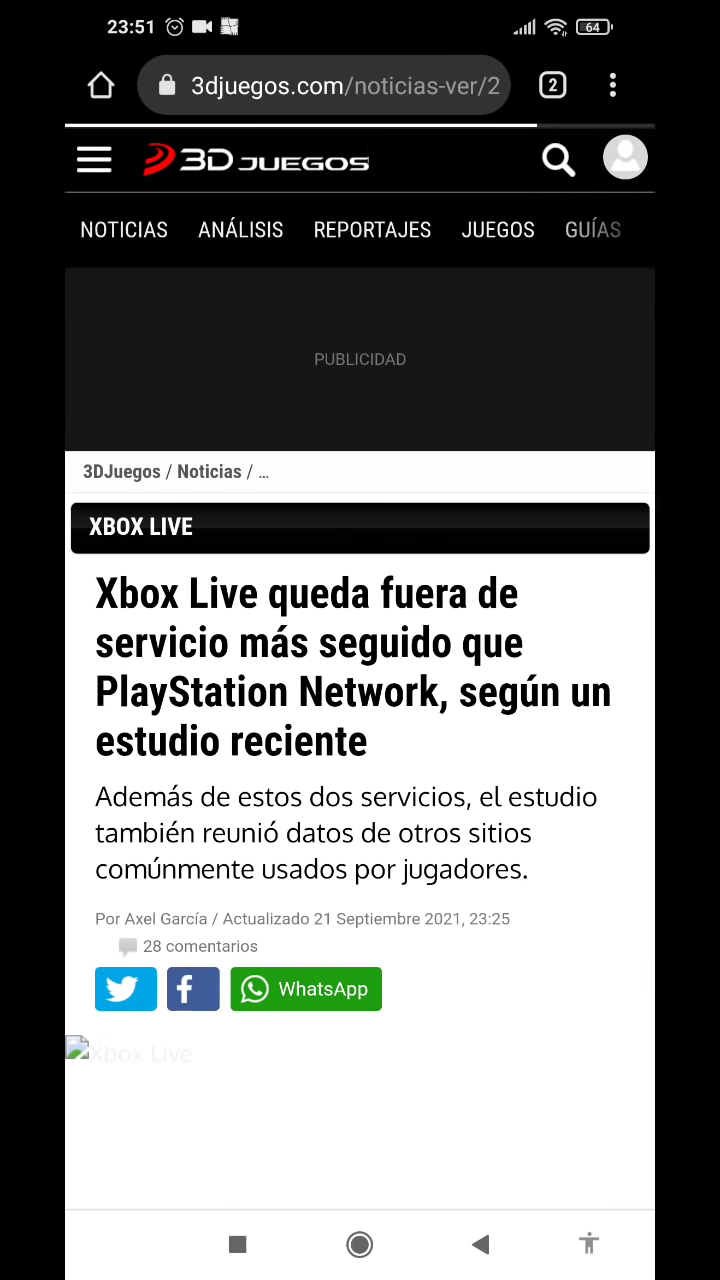 23:51
64
3djuegos.com/noticias-ver/2
2
3D JUEGOS
NOTICIAS ANÁLISIS REPORTAJES JUEGOS GUÍAS
PUBLICIDAD
3DJuegos / Noticias / ...
XBOX LIVE
Xbox Live queda fuera de
servicio más seguido que
PlayStation Network, según un
estudio reciente
Además de estos dos servicios, el estudio
también reunió datos de otros sitios
comúnmente usados por jugadores.
Por Axel García / Actualizado 21 Septiembre 2021, 23:25
28 comentarios
WhatsApp
Xbox Live